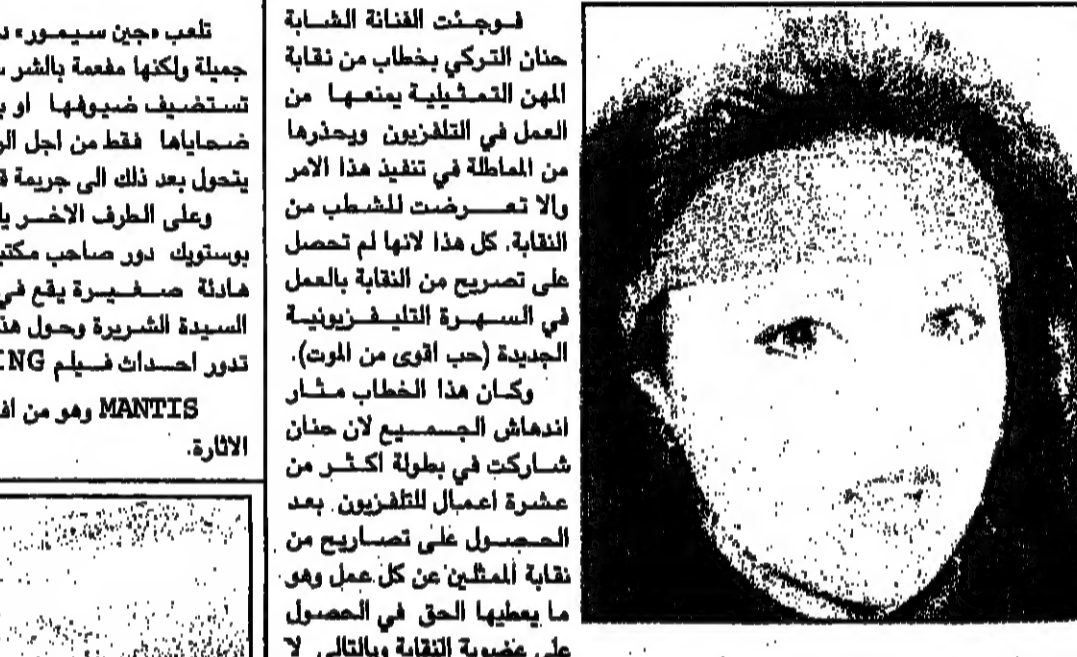 فوجئت الفنانة الشابة
حنان التركي بخطاب من نقابة
المهن التمثيلية يمنعها من
العمل في التلفزيون ويحذرها
من المماطلة في تنفيذ هذا الامر
والا تعرضت للشطب من
النقابة. كل هذا لانها لم تحصل
على تصريح من النقابة بالعمل
في السهرة التليفزيونية
الجديدة (حب اقوى من الموت).
وكان هذا الخطاب مثار
اندهاش الجميع لان حنان
شاركت في بطولة اكثر من
عشرة اعمال للتلفزيون بعد
الحصول على تصاريح من
نقابة الممثلين عن كل عمل وهو
ما يعطيها الحق في الحصول
على عضوية النقابة وبالتالي لا
تلعب «جين سيمور»
جميلة ولكنها مفعمة بالشر
تستضيف ضيوفها او
ضحاياها فقط من اجل
يتحول بعد ذلك الى جريمة
وعلى الطرف الاخر
بوستويك دور صاحب
هادئة صغيرة يقع في
السيدة الشريرة وحول
تدور احداث فيلم ING
MANTIS وهو من
الاثارة.